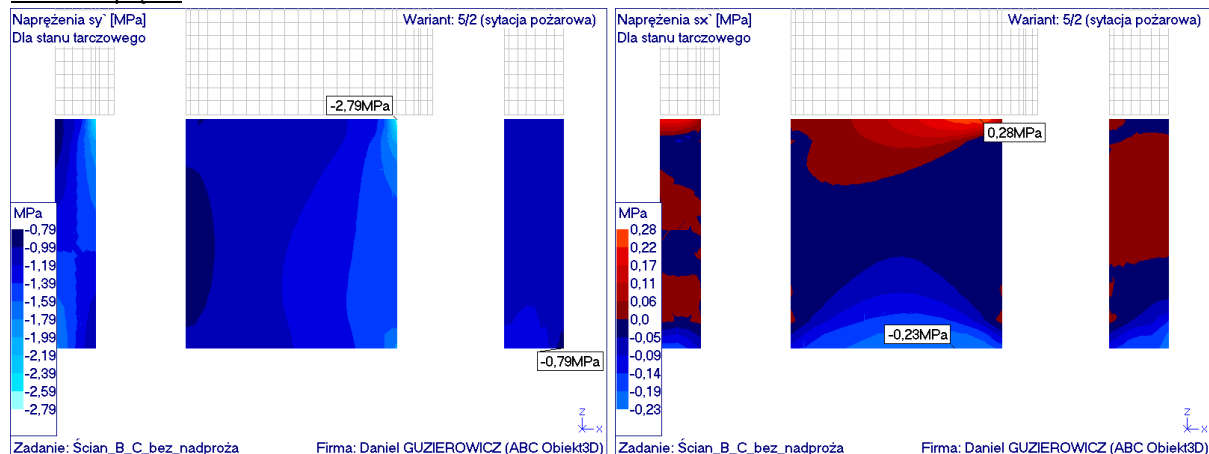 Naprężenia sy` [MPa]
Wariant: 5/2 (sytacja pożarowa)
Dla stanu tarczowego
-2,79MPa
MPa
-0,79
-0,99
-1,19
-1,39
-1,59
-1,79
-1,99
-2,19
-2,39
-2,59
-2,79
-0,79MPa
Z
X
Zadanie: Ścian_B_C_bez_nadproża
Firma: Daniel GUZIEROWICZ (ABC Obiekt3D)
Naprężenia sx` [MPa]
Wariant: 5/2 (sytacja pożarowa)
Dla stanu tarczowego
0,28MPa
MPa
0,28
0,22
0,17
0,11
0,06
0,0
-0,05
-0,09
-0,14
-0,19
-0,23
-0,23MPa
Z
X
Zadanie: Ścian_B_C_bez_nadproża
Firma: Daniel GUZIEROWICZ (ABC Obiekt3D)